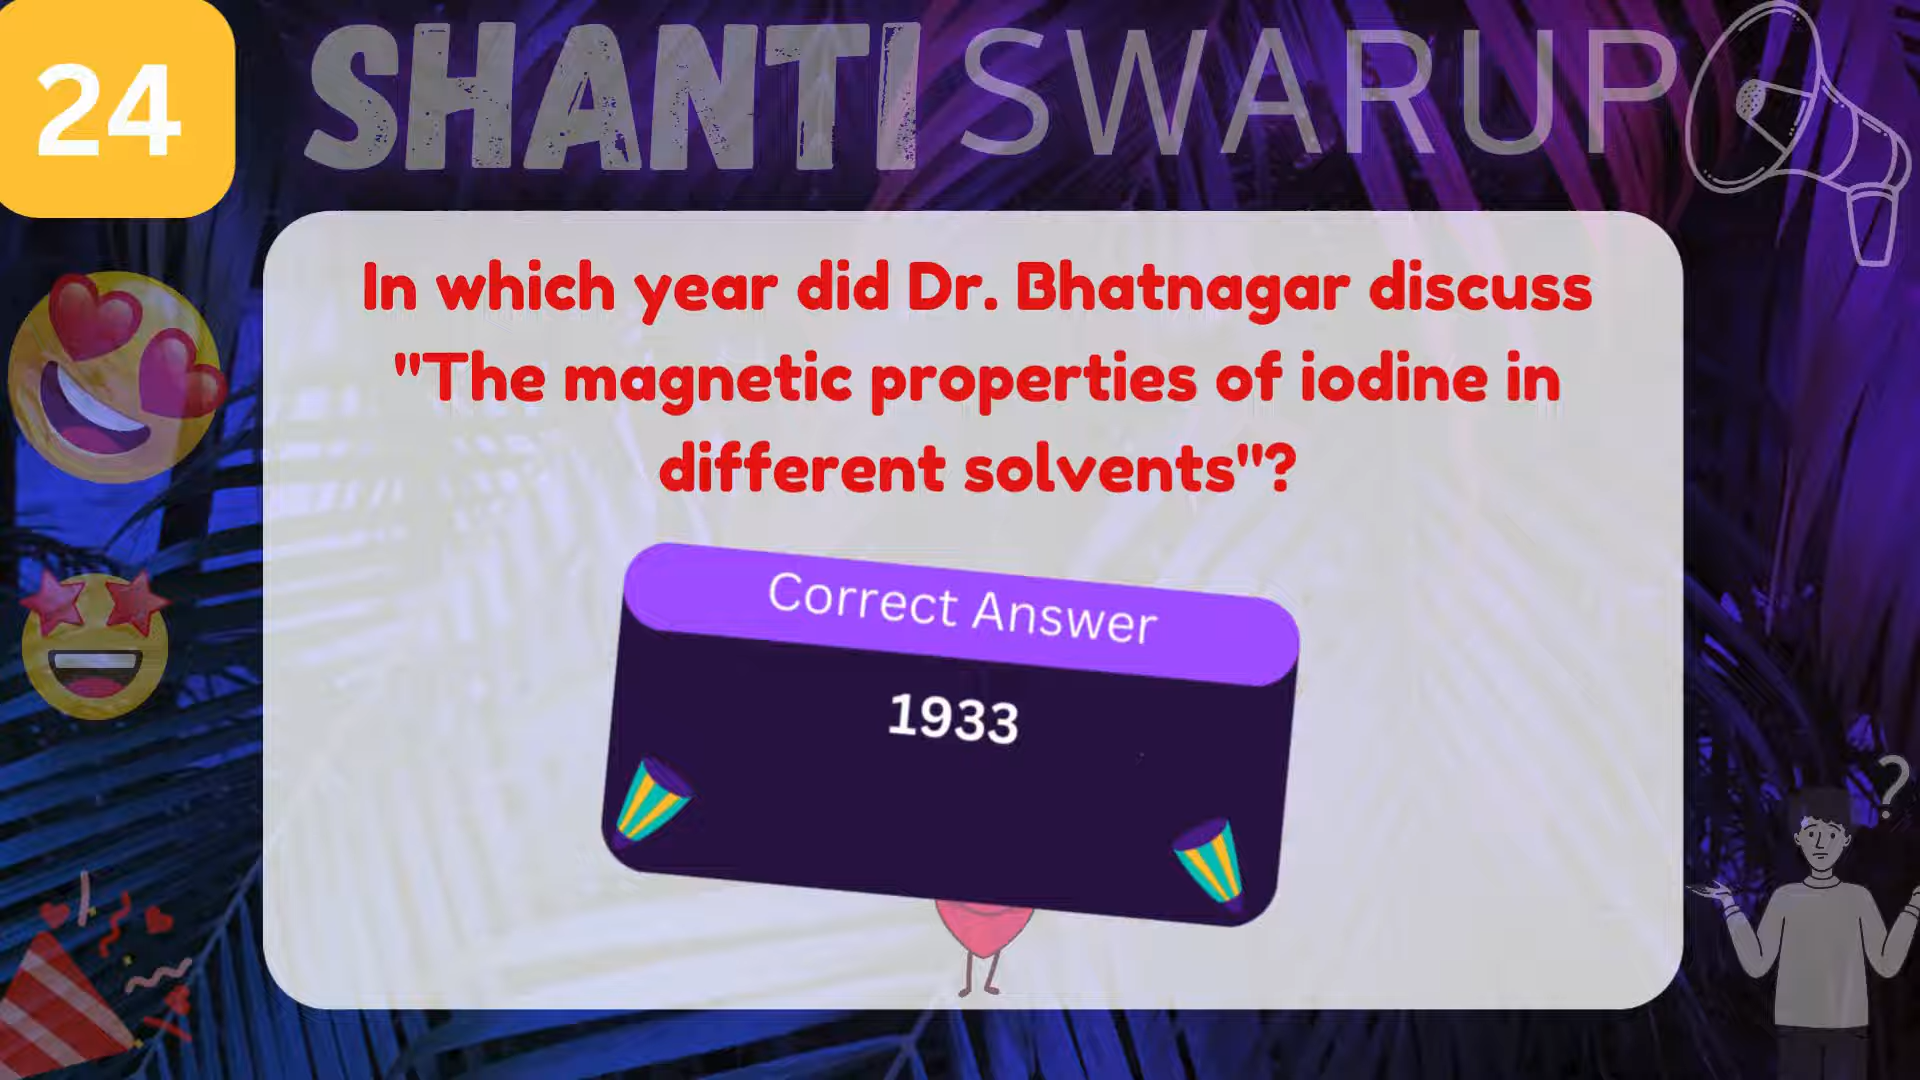 24
SHANTI SWARUP
In which year did Dr. Bhatnagar discuss
"The magnetic properties of iodine in
different solvents"?
Correct Answer
1933
?